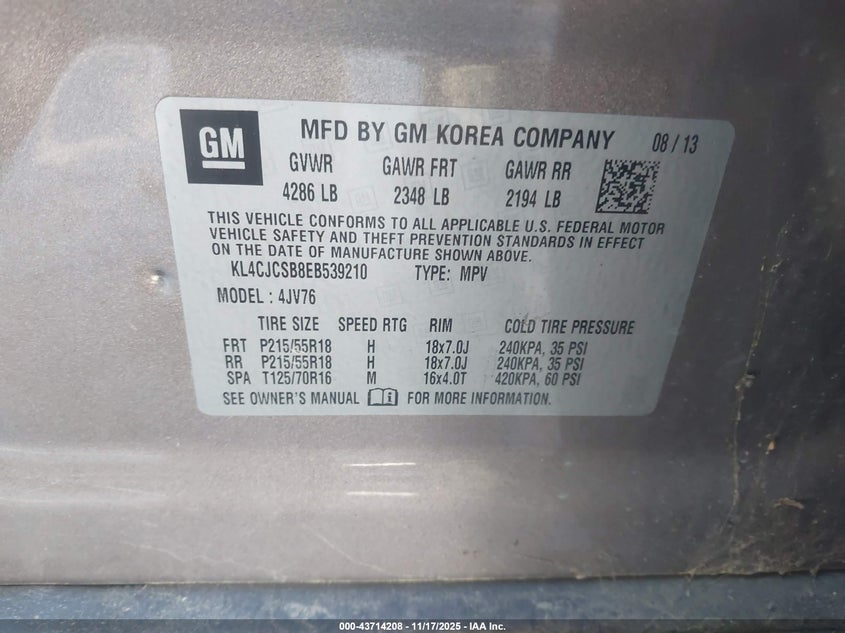 GM MFD BY GM KOREA COMPANY 08 / 13
GVWR GAWR FRT GAWR RR
4286 LB 2348 LB 2194 LB
THIS VEHICLE CONFORMS TO ALL APPLICABLE U.S. FEDERAL MOTOR
VEHICLE SAFETY AND THEFT PREVENTION STANDARDS IN EFFECT
ON THE DATE OF MANUFACTURE SHOWN ABOVE.
KL4CJCSB8EB539210 TYPE: MPV
MODEL : 4JV76
TIRE SIZE SPEED RTG RIM COLD TIRE PRESSURE
FRT P215/55R18 H 18x7.0J 240KPA, 35 PSI
RR P215/55R18 H 18x7.0J 240KPA, 35 PSI
SPA T125/70R16 M 16x4.0T 420KPA, 60 PSI
SEE OWNER'S MANUAL FOR MORE INFORMATION.
000-43714208 - 11/17/2025 - IAA Inc.